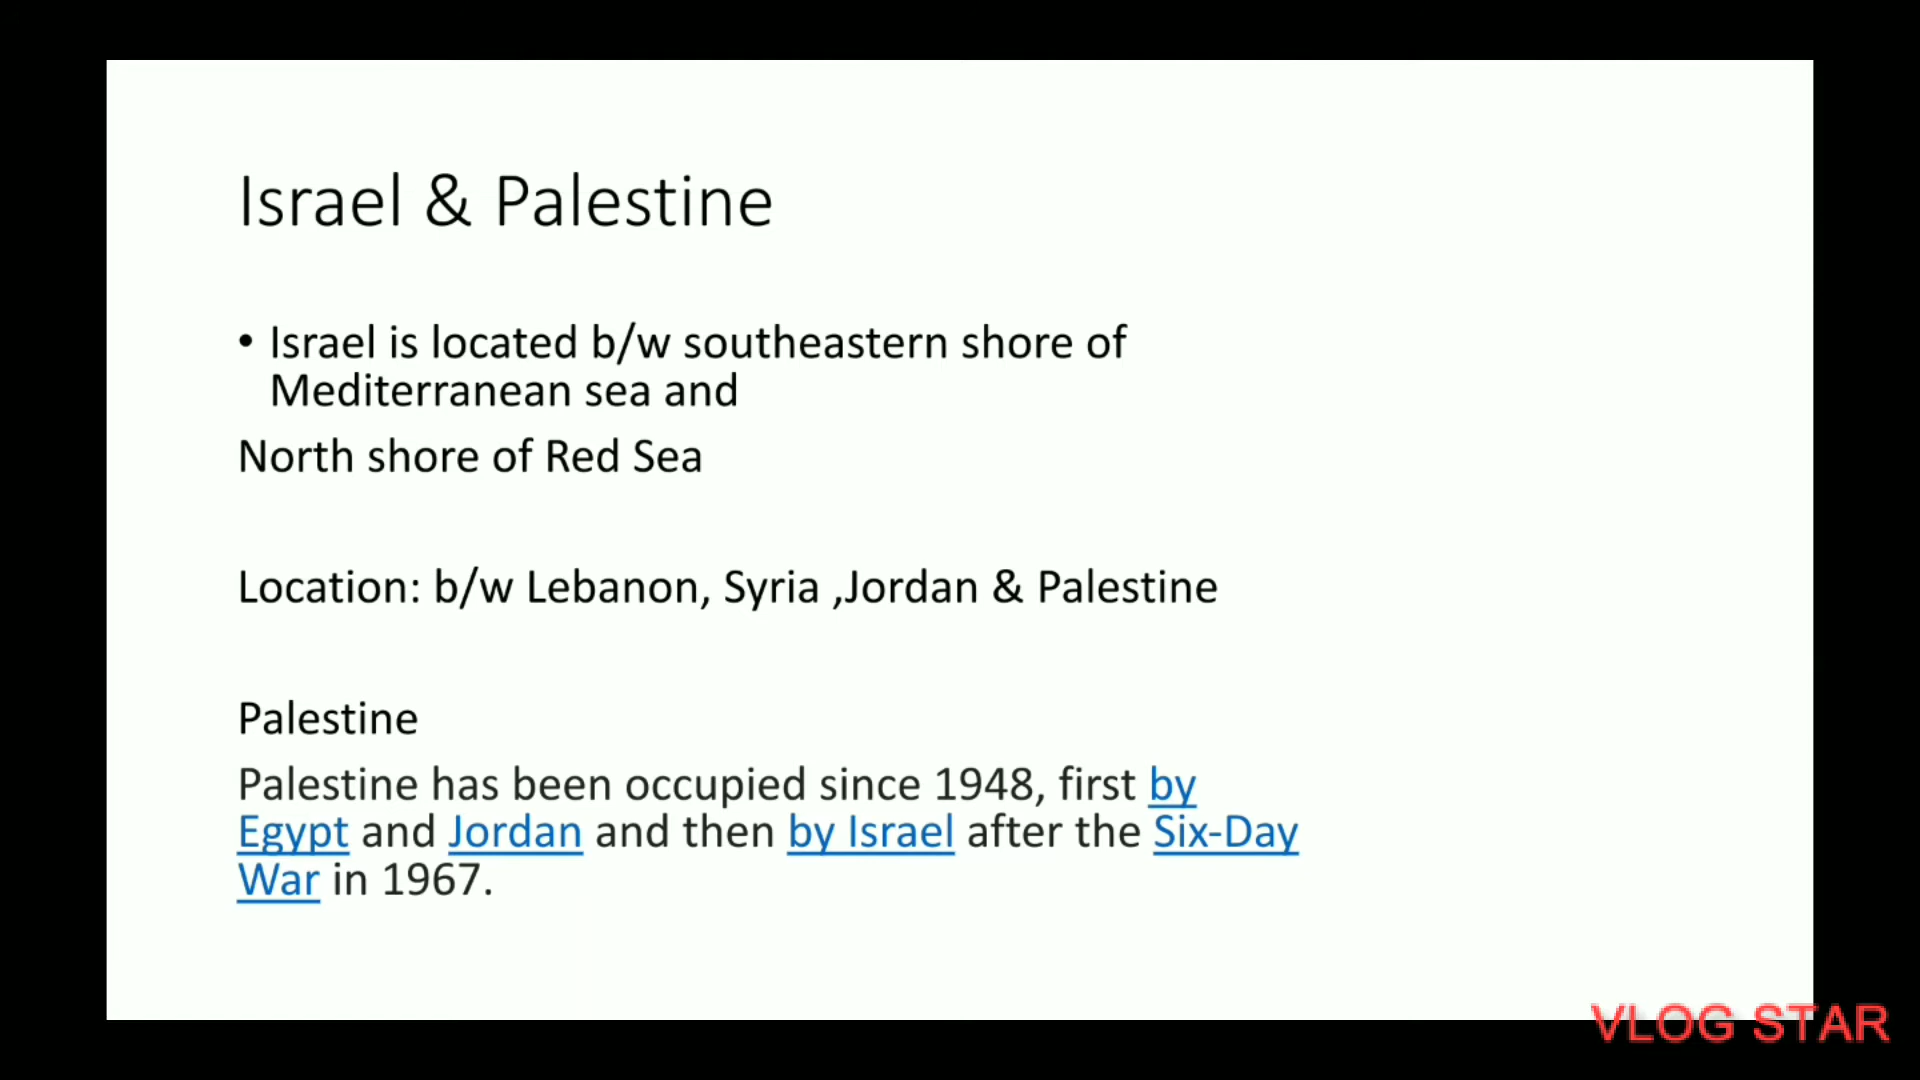 Israel & Palestine
• Israel is located b/w southeastern shore of
Mediterranean sea and
North shore of Red Sea
Location: b/w Lebanon, Syria ,Jordan & Palestine
Palestine
Palestine has been occupied since 1948, first by
Egypt and Jordan and then by Israel after the Six-Day
War in 1967.
VLOG STAR